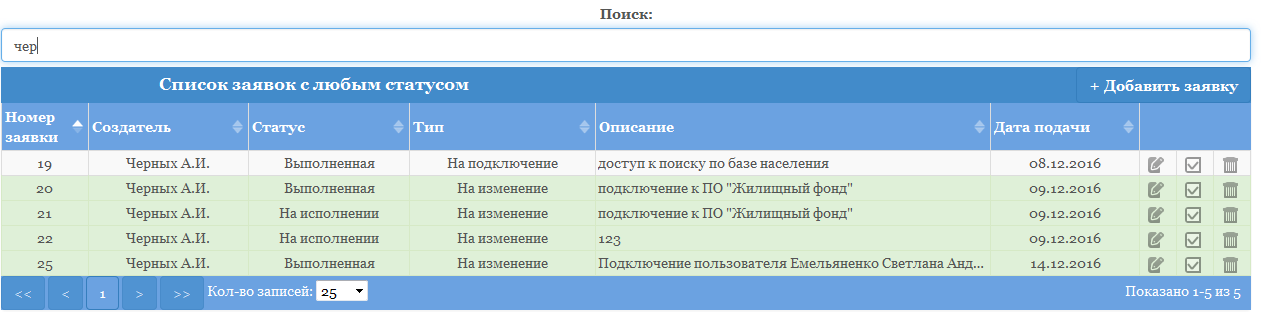 Поиск:
чер
Список заявок с любым статусом + Добавить заявку
Номер заявки Создатель Статус Тип Описание Дата подачи
19 Черных А.И. Выполненная На подключение доступ к поиску по базе населения 08.12.2016
20 Черных А.И. Выполненная На изменение подключение к ПО "Жилищный фонд" 09.12.2016
21 Черных А.И. На исполнении На изменение подключение к ПО "Жилищный фонд" 09.12.2016
22 Черных А.И. На исполнении На изменение 123 09.12.2016
25 Черных А.И. Выполненная На изменение Подключение пользователя Емельяненко Светлана Анд... 14.12.2016
<< < 1 > >> Кол-во записей: 25 Показано 1-5 из 5